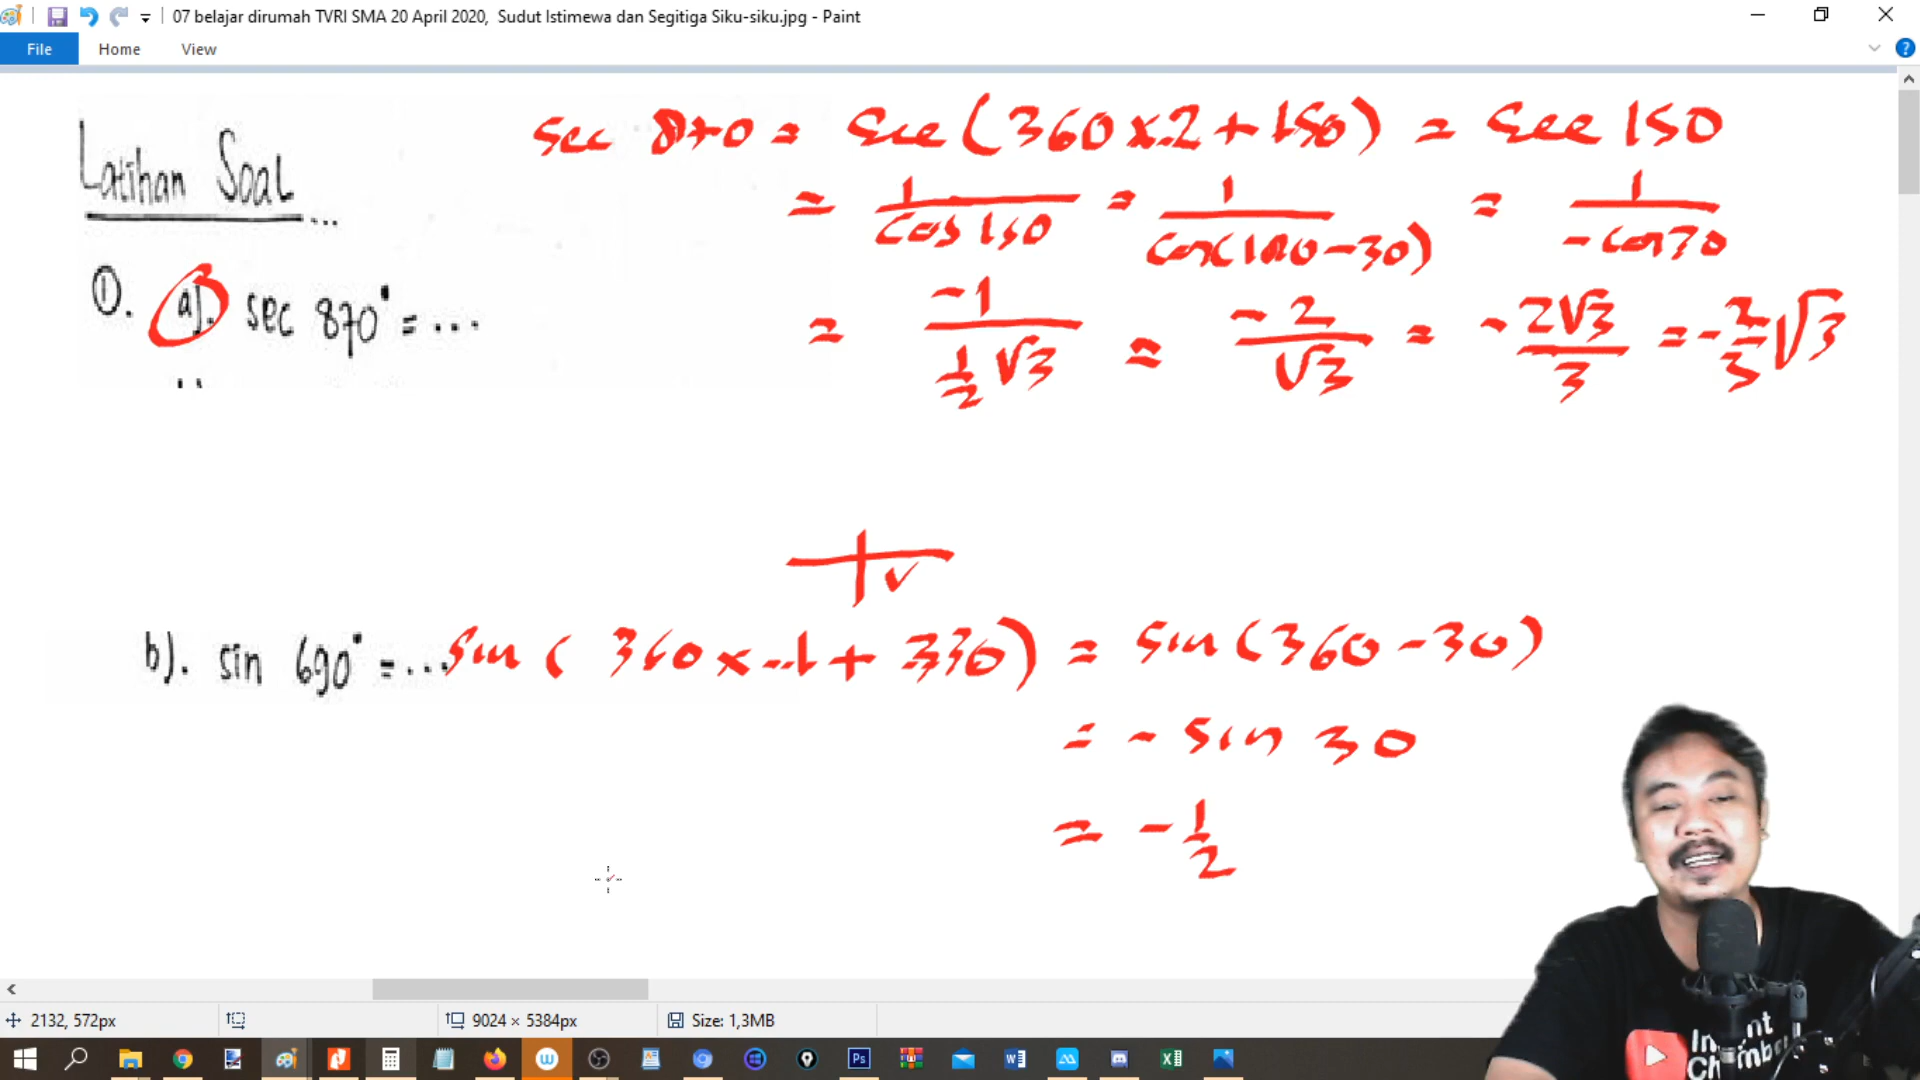 07 belajar dirumah TVRI SMA 20 April 2020, Sudut Istimewa dan Segitiga Siku-siku.jpg - Paint
File Home View
Latihan Soal ...
sec 870 = sec (360 x 2 + 150) = sec 150
= 1/cos 150 = 1/cos(180-30) = 1/-cos 30
①. a). sec 870° = ...
= -1/½√3 = -2/√3 = -2√3/3 = -2/3√3
b). sin 690° = ... sin ( 360 x 1 + 330) = sin (360 - 30)
= - sin 30
= - 1/2
2132, 572px 9024 × 5384px Size: 1,3MB